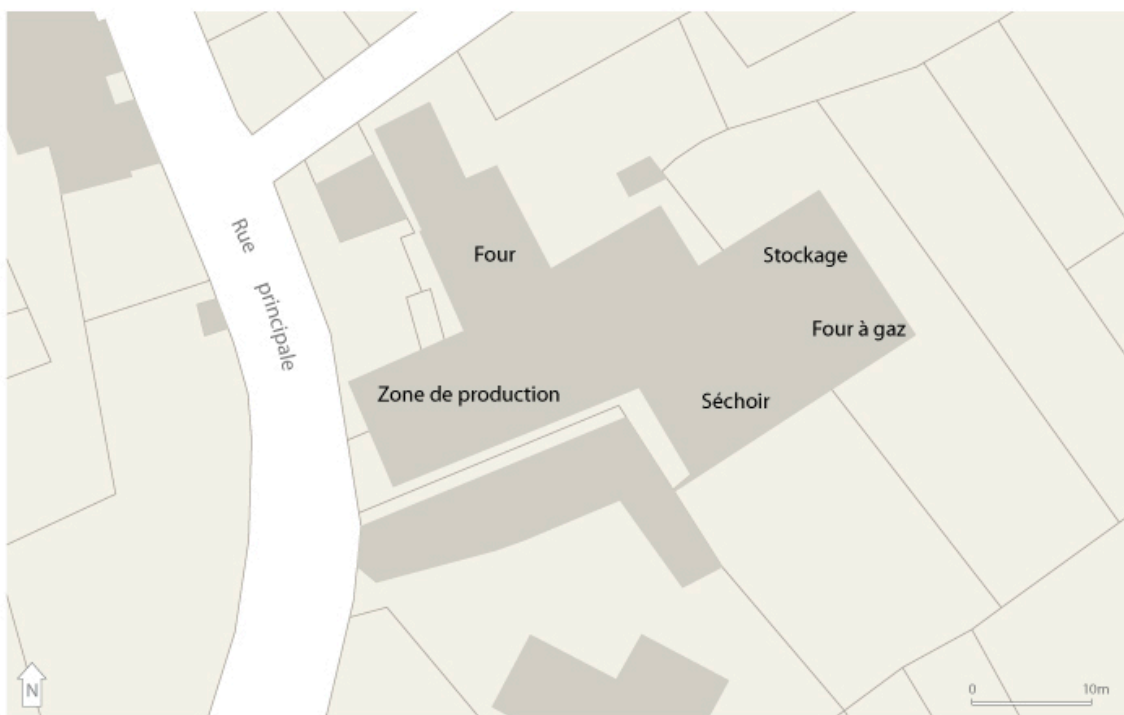 Rue principale
Four
Stockage
Four à gaz
Zone de production
Séchoir
N
0 10m